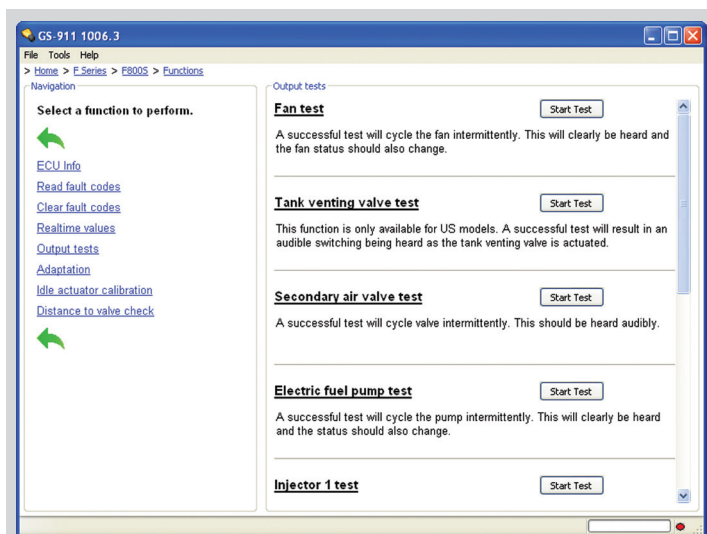 GS-911 1006.3
File Tools Help
> Home > F Series > F800S > Functions
Navigation
Select a function to perform.
ECU Info
Read fault codes
Clear fault codes
Realtime values
Output tests
Adaptation
Idle actuator calibration
Distance to valve check
Output tests
Fan test
Start Test
A successful test will cycle the fan intermittently. This will clearly be heard and
the fan status should also change.
Tank venting valve test
Start Test
This function is only available for US models. A successful test will result in an
audible switching being heard as the tank venting valve is actuated.
Secondary air valve test
Start Test
A successful test will cycle valve intermittently. This should be heard audibly.
Electric fuel pump test
Start Test
A successful test will cycle the pump intermittently. This will clearly be heard
and the status should also change.
Injector 1 test
Start Test